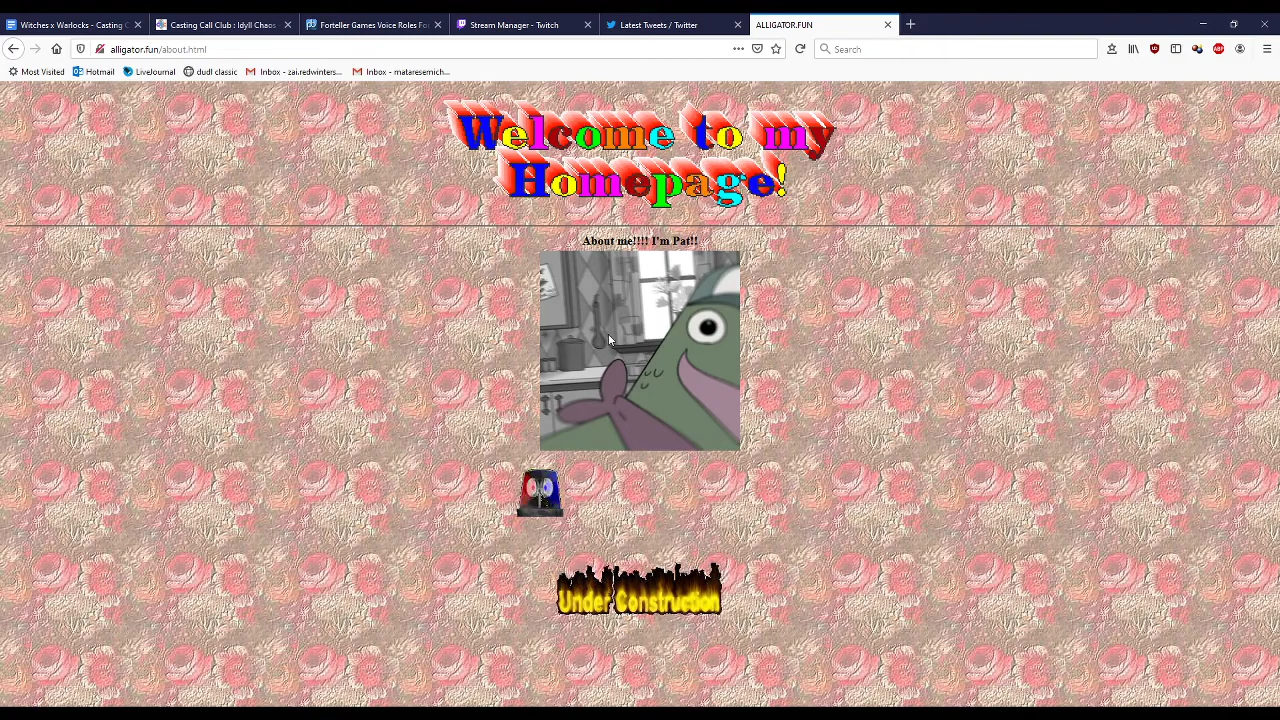 Witches x Warlocks - Casting C
Casting Call Club : Idyll Chaos
Forteller Games Voice Roles For
Stream Manager - Twitch
Latest Tweets / Twitter
ALLIGATOR.FUN
alligator.fun/about.html
Search
Most Visited
Hotmail
LiveJournal
dudl classic
Inbox - zai.redwinters...
Inbox - mataresemich...
Welcome to my
Homepage!
About me!!!! I'm Pat!!
Under Construction